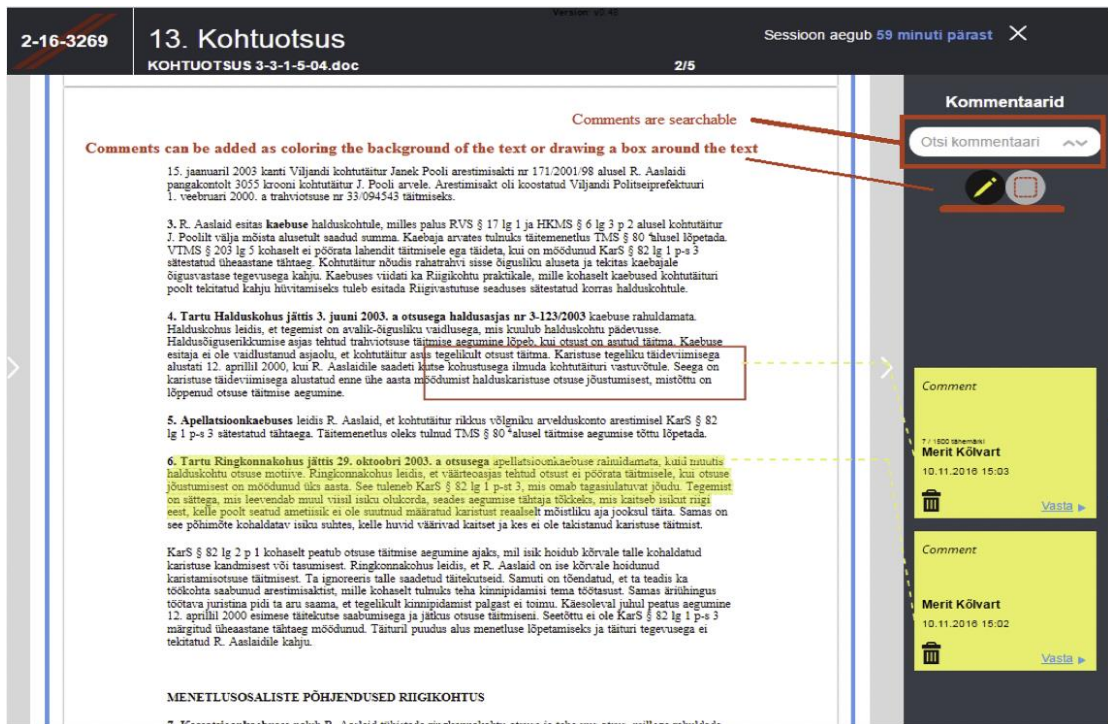 Version: v0.43
2-16-3269
13. Kohtuotsus
Sessioon aegub 59 minuti pärast
KOHTUOTSUS 3-3-1-5-04.doc
2/5
Kommentaarid
Comments are searchable
Otsi kommentaari
Comments can be added as coloring the background of the text or drawing a box around the text
15. jaanuaril 2003 kanti Viljandi kohtutäitur Janek Pooli arestimisakti nr 171/2001/98 alusel R. Aaslaidi
pangakontolt 3055 krooni kohtutäitur J. Pooli arvele. Arestimisakt oli koostatud Viljandi Politseiprefektuuri
1. veebruari 2000. a trahviotsuse nr 33/094543 täitmiseks.
3. R. Aaslaid esitas kaebuse halduskohtule, milles palus RVS § 17 lg 1 ja HKMS § 6 lg 3 p 2 alusel kohtutäitur
J. Poolilt välja mõista alusetult saadud summa. Kaebaja arvates tulnuks täitemenetlus TMS § 80 ⁴alusel lõpetada.
VTMS § 203 lg 5 kohaselt ei pöörata lahendit täitmisele ega täideta, kui on möödunud KarS § 82 lg 1 p-s 3
sätestatud üheaastane tähtaeg. Kohtutäitur nõudis rahatrahvi sisse õigusliku aluseta ja tekitas kaebajale
õigusvastase tegevusega kahju. Kaebuses viidati ka Riigikohtu praktikale, mille kohaselt kaebused kohtutäituri
poolt tekitatud kahju hüvitamiseks tuleb esitada Riigivastutuse seaduses sätestatud korras halduskohtule.
4. Tartu Halduskohus jättis 3. juuni 2003. a otsusega haldusasjas nr 3-123/2003 kaebuse rahuldamata.
Halduskohus leidis, et tegemist on avalik-õigusliku vaidlusega, mis kuulub halduskohtu pädevusse.
Haldusõiguserikkumise asjas tehtud trahviotsuse täitmise aegumine lõpeb, kui otsust on asutud täitma. Kaebuse
esitaja ei ole vaidlustanud asjaolu, et kohtutäitur asus tegelikult otsust täitma. Karistuse tegeliku täideviimisega
alustati 12. aprillil 2000, kui R. Aaslaidile saadeti kutse kohustusega ilmuda kohtutäituri vastuvõtule. Seega on
karistuse täideviimisega alustatud enne ühe aasta möödumist halduskaristuse otsuse jõustumisest, mistõttu on
lõppenud otsuse täitmise aegumine.
5. Apellatsioonkaebuses leidis R. Aaslaid, et kohtutäitur rikkus võlgniku arvelduskonto arestimisel KarS § 82
lg 1 p-s 3 sätestatud tähtaega. Täitemenetlus oleks tulnud TMS § 80 ⁴alusel täitmise aegumise tõttu lõpetada.
6. Tartu Ringkonnakohus jättis 29. oktoobri 2003. a otsusega apellatsioonkaebuse rahuldamata, kuid muutis
halduskohtu otsuse motiive. Ringkonnakohus leidis, et väärteoasjas tehtud otsust ei pöörata täitmisele, kui otsuse
jõustumisest on möödunud üks aasta. See tuleneb KarS § 82 lg 1 p-st 3, mis omab tagasiulatuvat jõudu. Tegemist
on sättega, mis leevendab muul viisil isiku olukorda, seades aegumise tähtaja tõkkeks, mis kaitseb isikut riigi
eest, kelle poolt seatud ametiisik ei ole suutnud määratud karistust reaalselt mõistliku aja jooksul täita. Samas on
see põhimõte kohaldatav isiku suhtes, kelle huvid väärivad kaitset ja kes ei ole takistanud karistuse täitmist.
KarS § 82 lg 2 p 1 kohaselt peatub otsuse täitmise aegumine ajaks, mil isik hoidub kõrvale talle kohaldatud
karistuse kandmisest või tasumisest. Ringkonnakohus leidis, et R. Aaslaid on ise kõrvale hoidunud
karistamisotsuse täitmisest. Ta ignoreeris talle saadetud täitekutseid. Samuti on tõendatud, et ta teadis ka
töökohta saabunud arestimisaktist, mille kohaselt tulnuks teha kinnipidamisi tema töötasust. Samas äriühingus
töötava juristina pidi ta aru saama, et tegelikult kinnipidamist palgast ei toimu. Käesoleval juhul peatus aegumine
12. aprillil 2000 esimese täitekutse saabumisega ja jätkus otsuse täitmiseni. Seetõttu ei ole KarS § 82 lg 1 p-s 3
märgitud üheaastane tähtaeg möödunud. Täituril puudus alus menetluse lõpetamiseks ja täituri tegevusega ei
tekitatud R. Aaslaidile kahju.
MENETLUSOSALISTE PÕHJENDUSED RIIGIKOHTUS
Comment
7 / 1500 tähemärki
Merit Kõlvart
10.11.2016 15:03
Vasta
Comment
Merit Kõlvart
10.11.2016 15:02
Vasta